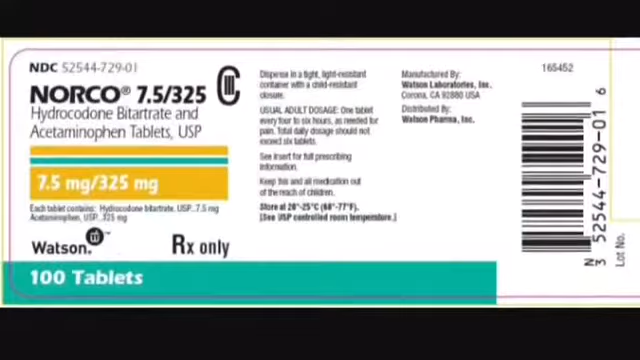 NDC 52544-729-01
NORCO® 7.5/325 CIII
Hydrocodone Bitartrate and
Acetaminophen Tablets, USP
7.5 mg/325 mg
Each tablet contains: Hydrocodone bitartrate, USP...7.5 mg
Acetaminophen, USP...325 mg
Watson. ™
Rx only
100 Tablets
Dispense in a tight, light-resistant
container with a child-resistant
closure.
USUAL ADULT DOSAGE: One tablet
every four to six hours, as needed for
pain. Total daily dosage should not
exceed six tablets.
See insert for full prescribing
information.
Keep this and all medication out
of the reach of children.
Store at 20°-25°C (68°-77°F).
[See USP controlled room temperature.]
Manufactured By:
Watson Laboratories, Inc.
Corona, CA 92880 USA
Distributed By:
Watson Pharma, Inc.
165452
N 3 52544-729-01 6
Lot No.